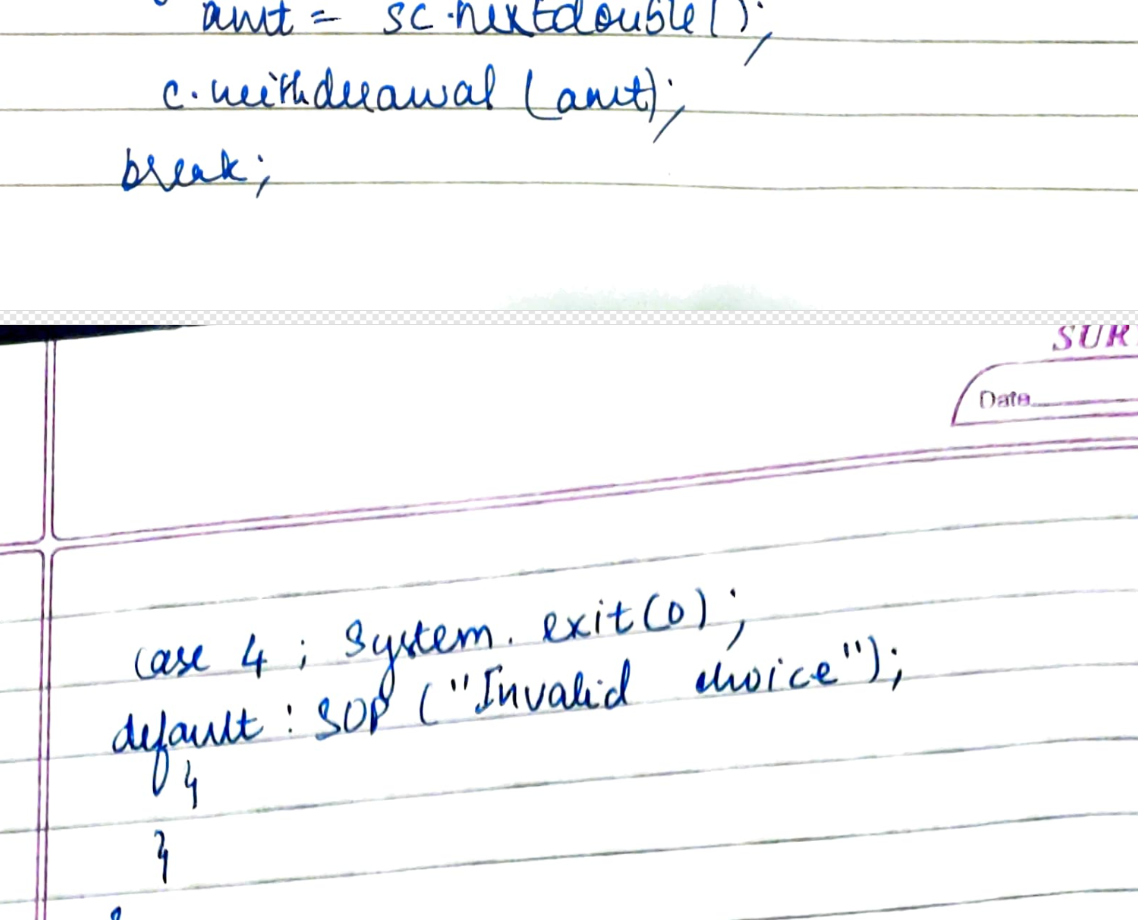 amt = sc.nextdouble();
c.withdrawal (amt);
break;
SUR
Date
case 4 ; System. exit(0) ;
default : SOP ("Invalid choice");
}
}